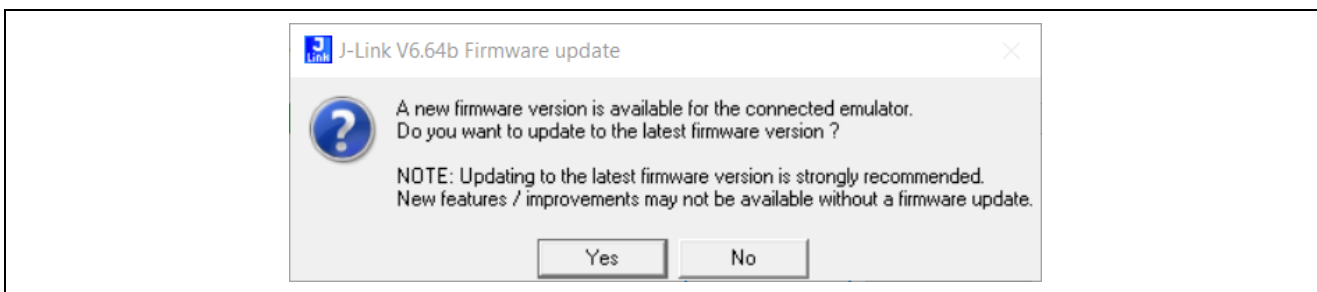 J-Link V6.64b Firmware update
A new firmware version is available for the connected emulator.
Do you want to update to the latest firmware version ?
NOTE: Updating to the latest firmware version is strongly recommended.
New features / improvements may not be available without a firmware update.
Yes No